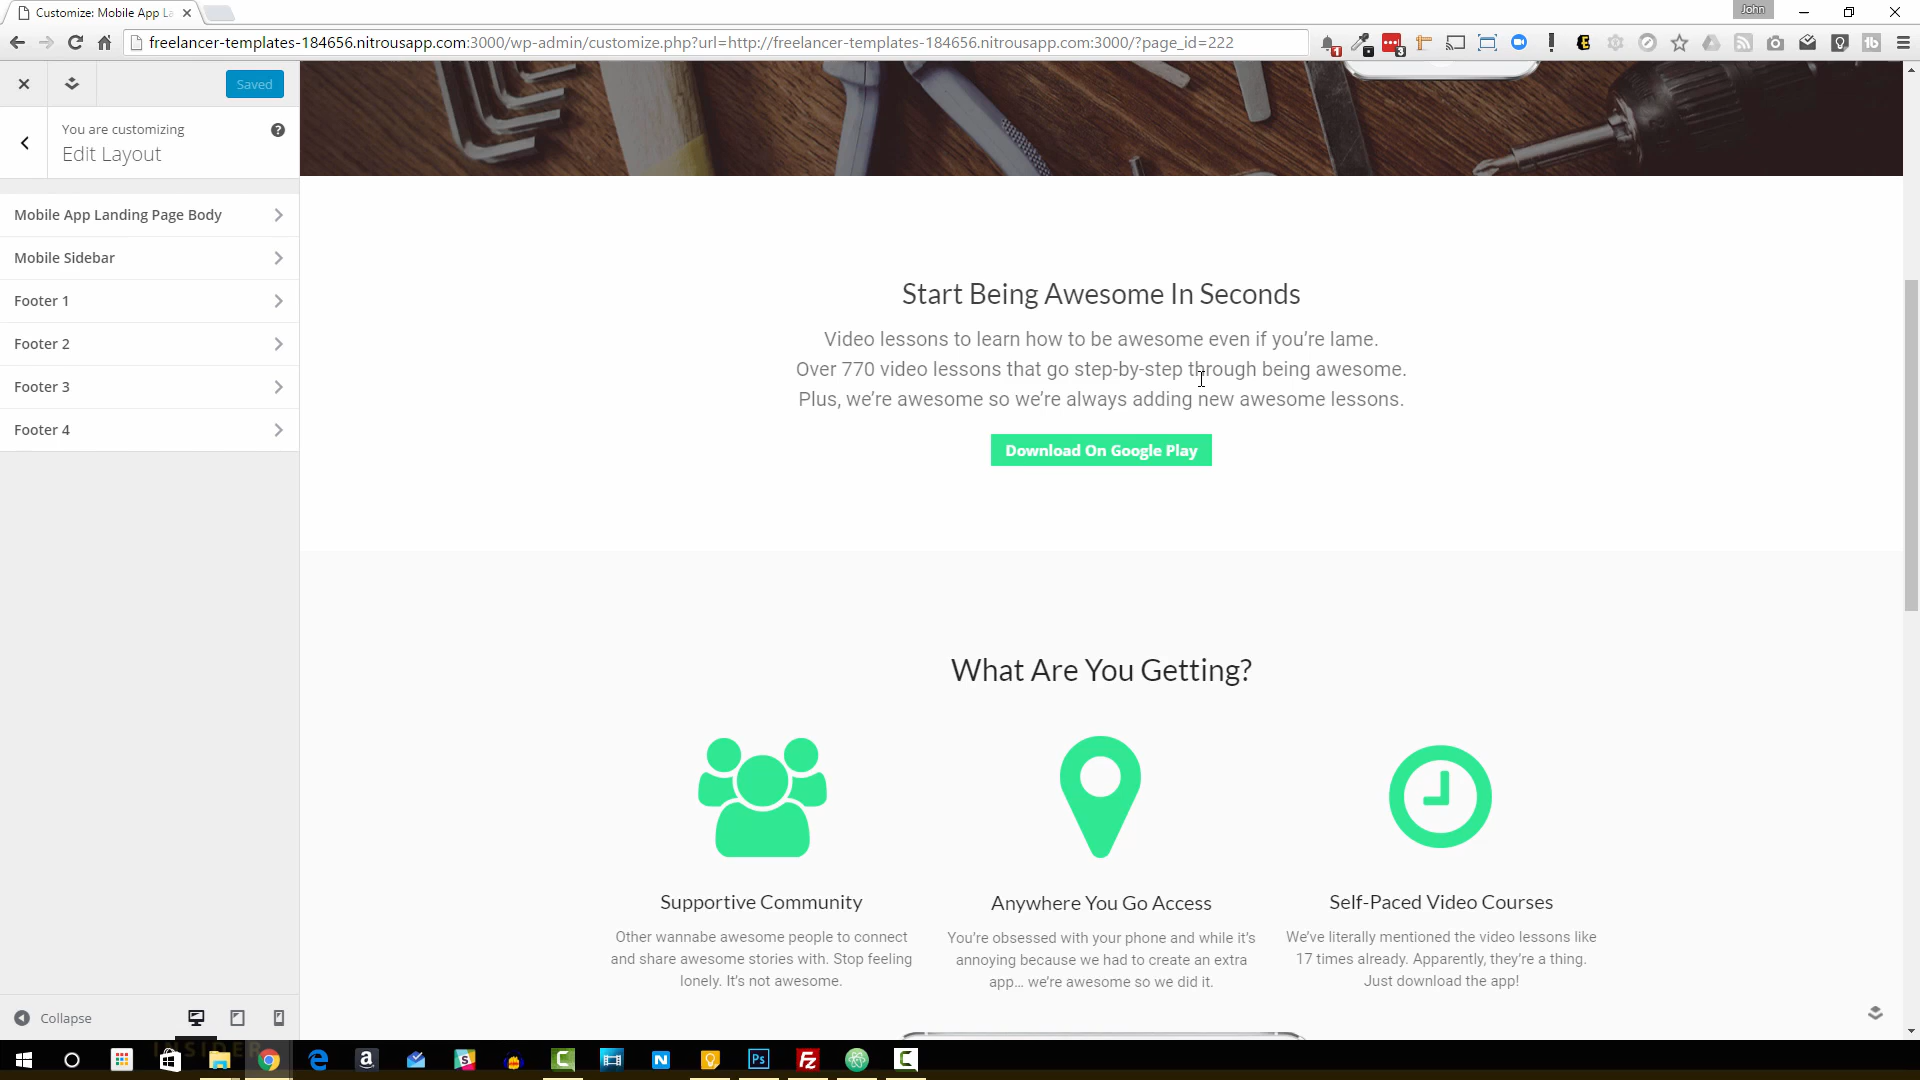 Customize: Mobile App La
John
freelancer-templates-184656.nitrousapp.com:3000/wp-admin/customize.php?url=http://freelancer-templates-184656.nitrousapp.com:3000/?page_id=222
1
3
Saved
You are customizing
Edit Layout
Mobile App Landing Page Body
Mobile Sidebar
Footer 1
Footer 2
Footer 3
Footer 4
Start Being Awesome In Seconds
Video lessons to learn how to be awesome even if you’re lame.
Over 770 video lessons that go step-by-step through being awesome.
Plus, we’re awesome so we’re always adding new awesome lessons.
Download On Google Play
What Are You Getting?
Supportive Community
Other wannabe awesome people to connect
and share awesome stories with. Stop feeling
lonely. It’s not awesome.
Anywhere You Go Access
You’re obsessed with your phone and while it’s
annoying because we had to create an extra
app… we’re awesome so we did it.
Self-Paced Video Courses
We’ve literally mentioned the video lessons like
17 times already. Apparently, they’re a thing.
Just download the app!
Collapse
INSIDER